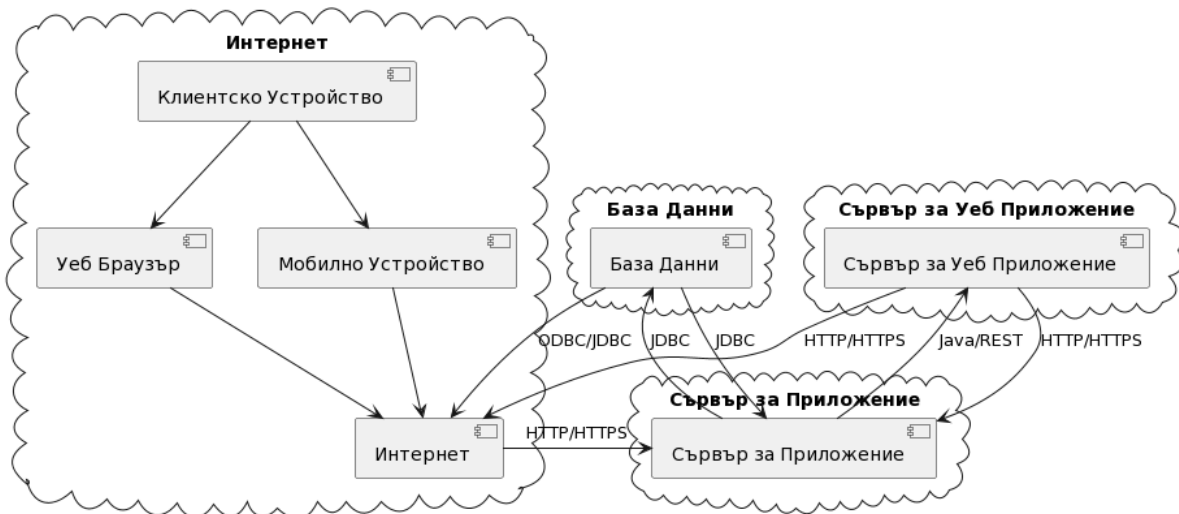 Интернет
Клиентско Устройство
Уеб Браузър
Мобилно Устройство
База Данни
База Данни
Сървър за Уеб Приложение
Сървър за Уеб Приложение
ODBC/JDBC
JDBC
JDBC
HTTP/HTTPS
Java/REST
HTTP/HTTPS
Сървър за Приложение
HTTP/HTTPS
Интернет
Сървър за Приложение